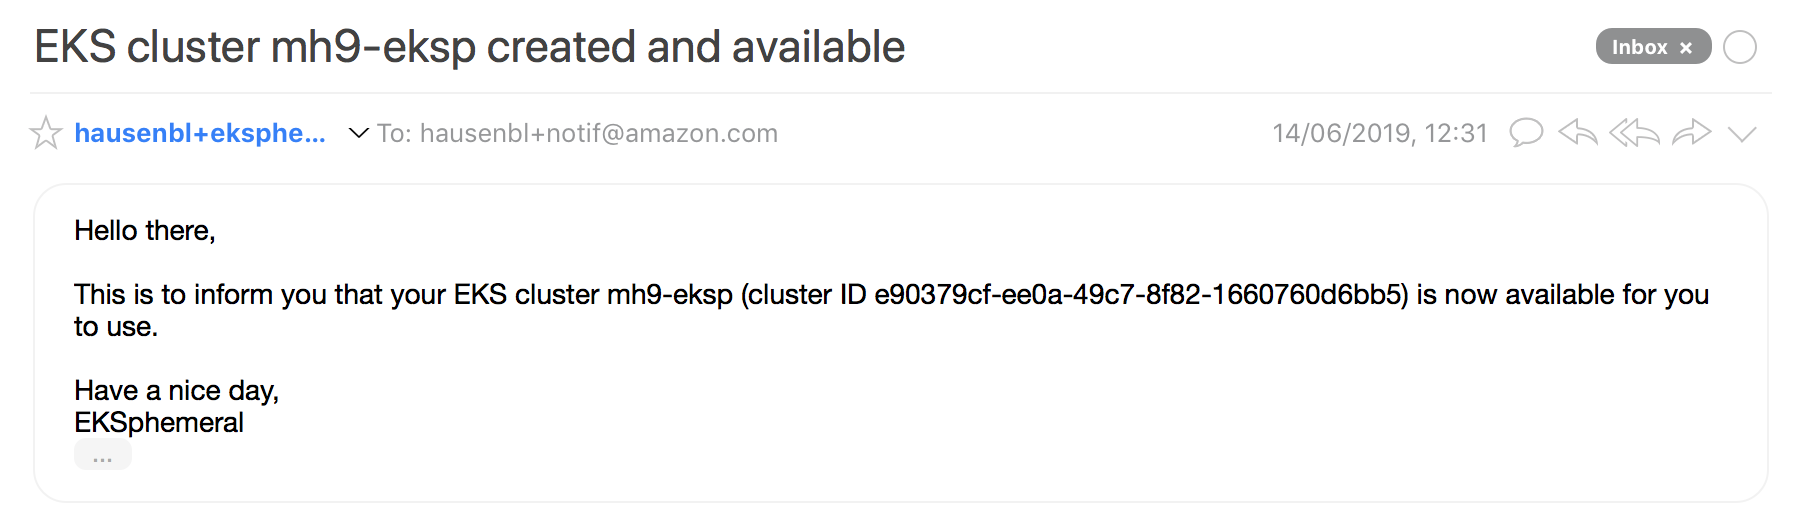 EKS cluster mh9-eksp created and available
Inbox ×
hausenbl+eksphe... To: hausenbl+notif@amazon.com
14/06/2019, 12:31
Hello there,
This is to inform you that your EKS cluster mh9-eksp (cluster ID e90379cf-ee0a-49c7-8f82-1660760d6bb5) is now available for you
to use.
Have a nice day,
EKSphemeral
...